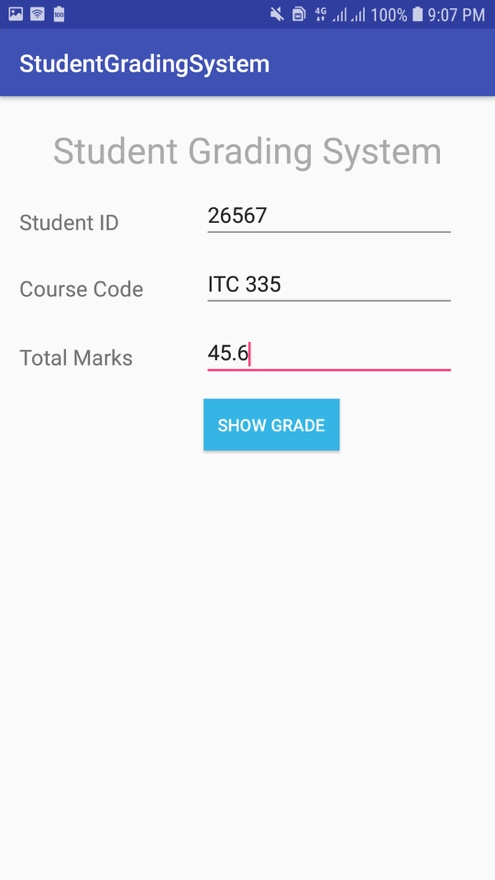 4G 100% 9:07 PM
StudentGradingSystem
Student Grading System
Student ID 26567
Course Code ITC 335
Total Marks 45.6
SHOW GRADE